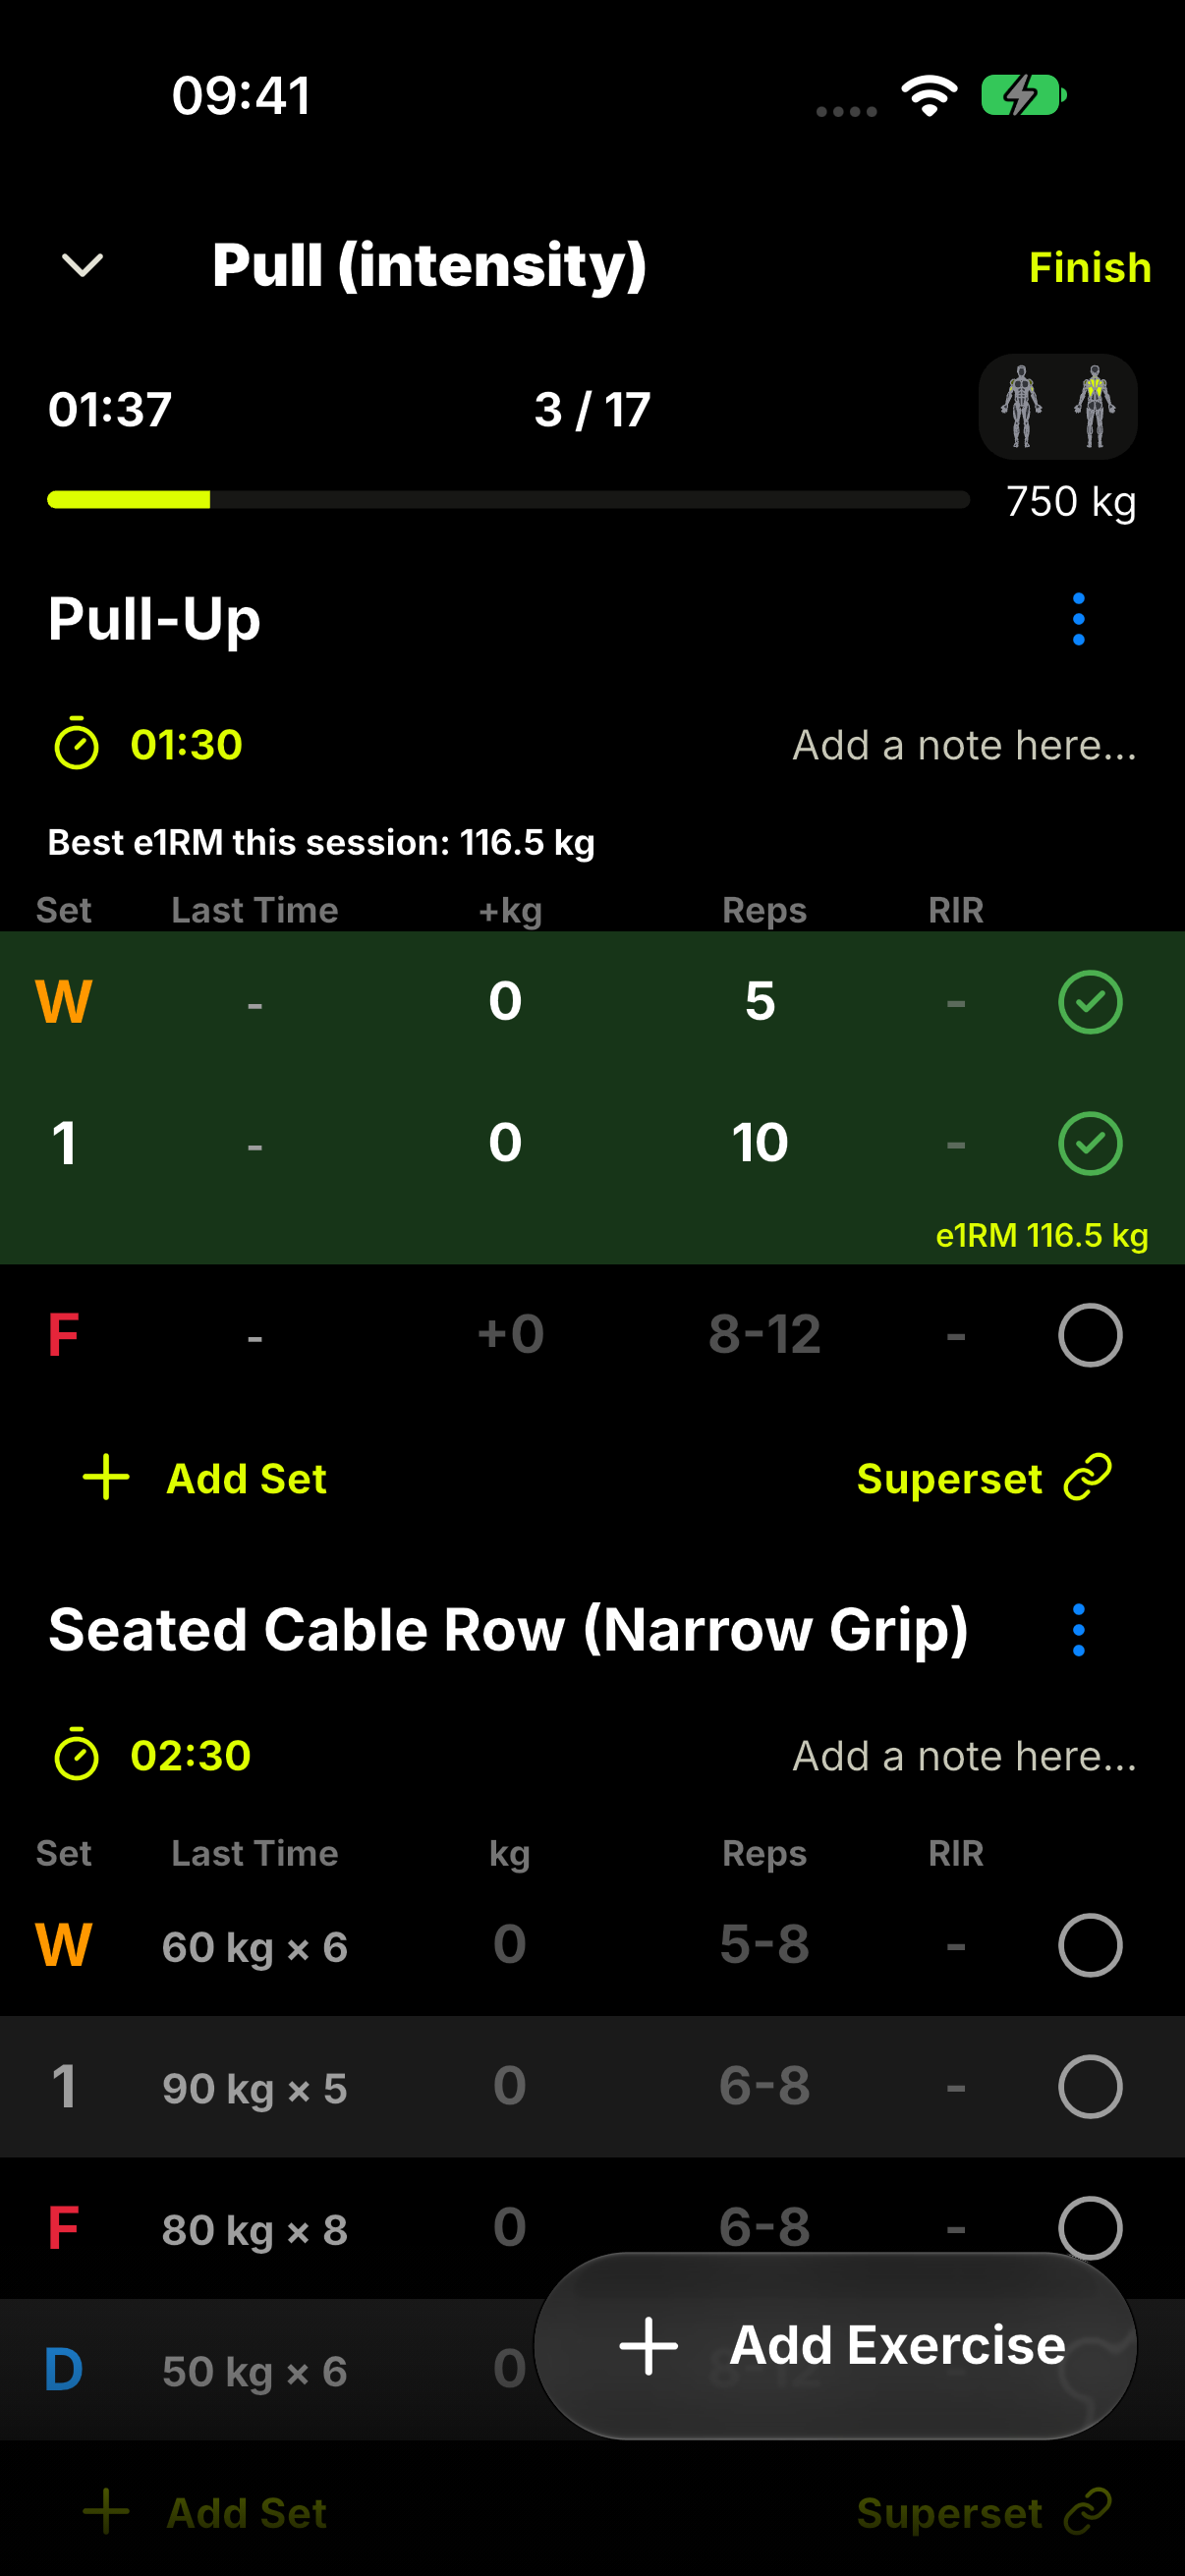 09:41
Pull (intensity)
Finish
01:37
3 / 17
750 kg
Pull-Up
01:30
Add a note here...
Best e1RM this session: 116.5 kg
Set Last Time +kg Reps RIR
W - 0 5 -
1 - 0 10 -
e1RM 116.5 kg
F - +0 8-12 -
Add Set
Superset
Seated Cable Row (Narrow Grip)
02:30
Add a note here...
Set Last Time kg Reps RIR
W 60 kg × 6 0 5-8 -
1 90 kg × 5 0 6-8 -
F 80 kg × 8 0 6-8 -
D 50 kg × 6 0
Add Exercise
Add Set
Superset